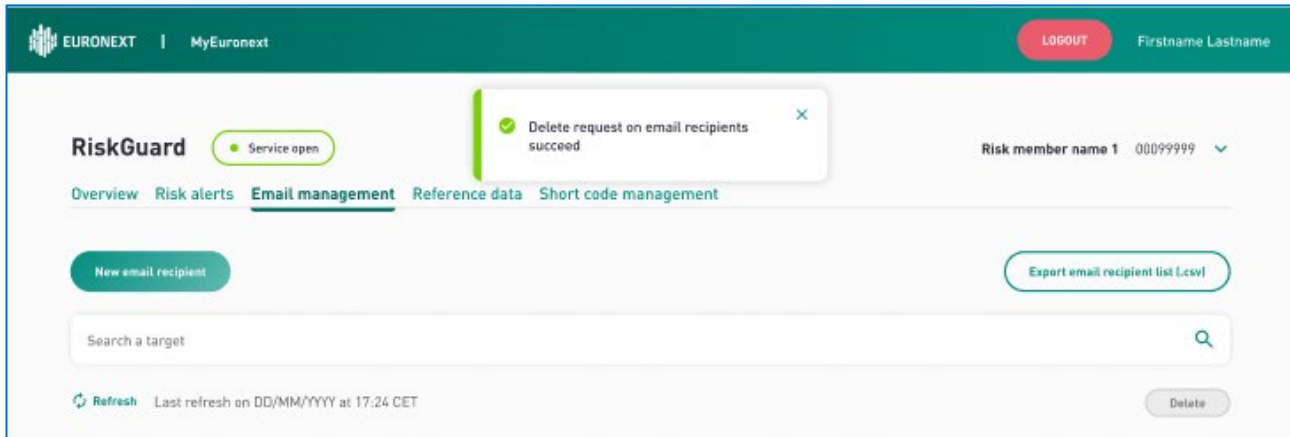 EURONEXT | MyEuronext
LOGOUT
Firstname Lastname
Delete request on email recipients
succeed
RiskGuard
Service open
Risk member name 1 00099999
Overview Risk alerts Email management Reference data Short code management
New email recipient
Export email recipient list (.csv)
Search a target
Refresh Last refresh on DD/MM/YYYY at 17:24 CET
Delete